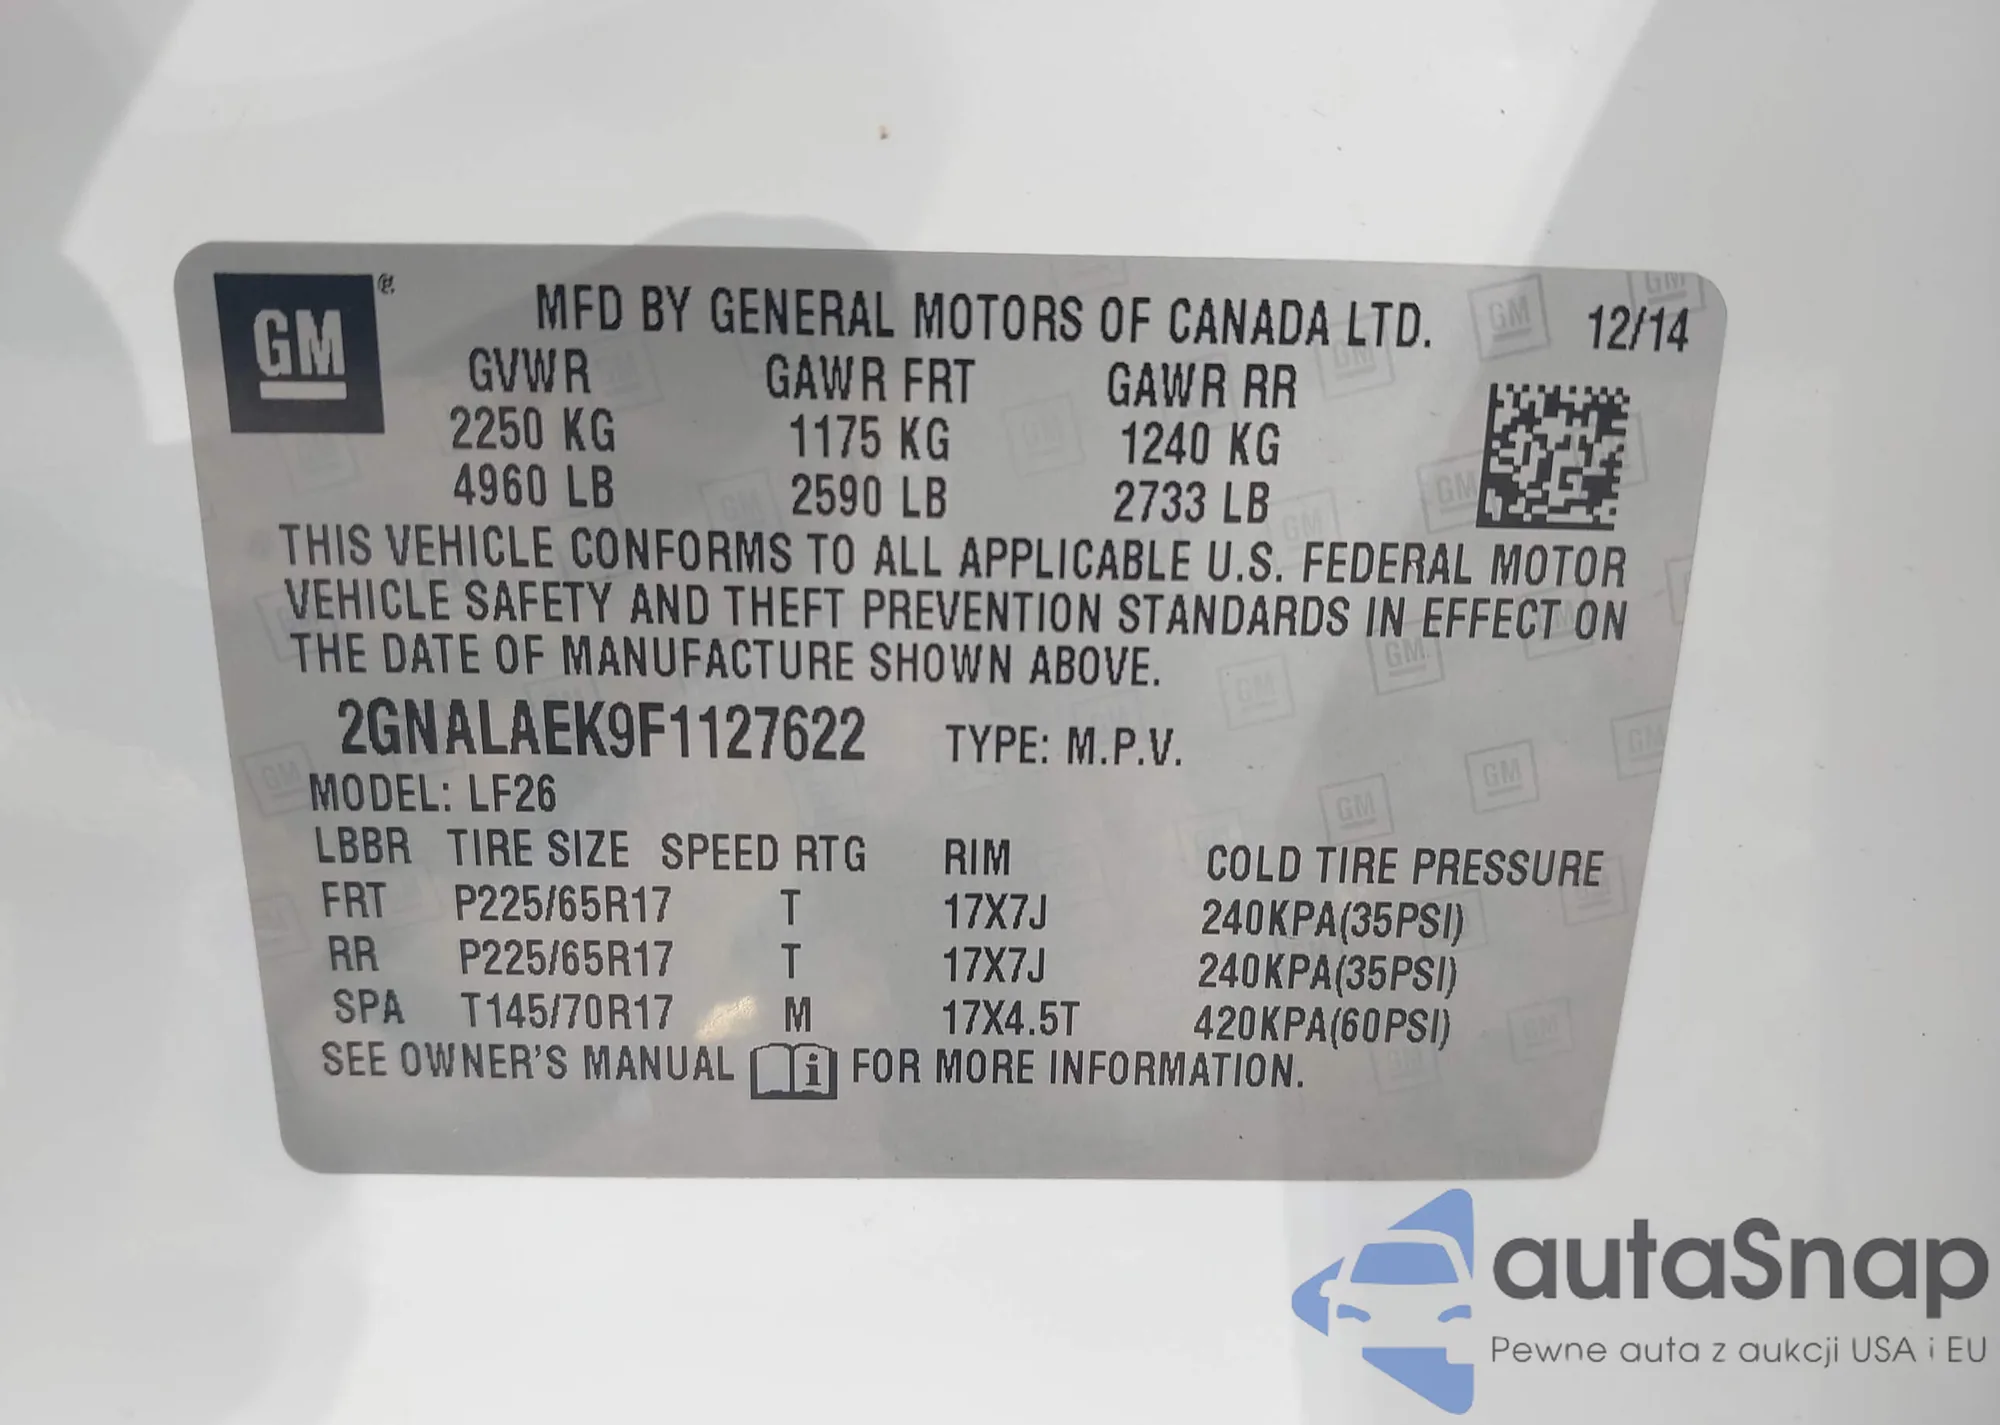 GM
MFD BY GENERAL MOTORS OF CANADA LTD. 12/14
GVWR GAWR FRT GAWR RR
2250 KG 1175 KG 1240 KG
4960 LB 2590 LB 2733 LB
THIS VEHICLE CONFORMS TO ALL APPLICABLE U.S. FEDERAL MOTOR
VEHICLE SAFETY AND THEFT PREVENTION STANDARDS IN EFFECT ON
THE DATE OF MANUFACTURE SHOWN ABOVE.
2GNALAEK9F1127622 TYPE: M.P.V.
MODEL: LF26
LBBR TIRE SIZE SPEED RTG RIM COLD TIRE PRESSURE
FRT P225/65R17 T 17X7J 240KPA(35PSI)
RR P225/65R17 T 17X7J 240KPA(35PSI)
SPA T145/70R17 M 17X4.5T 420KPA(60PSI)
SEE OWNER'S MANUAL i FOR MORE INFORMATION.
autaSnap
Pewne auta z aukcji USA i EU